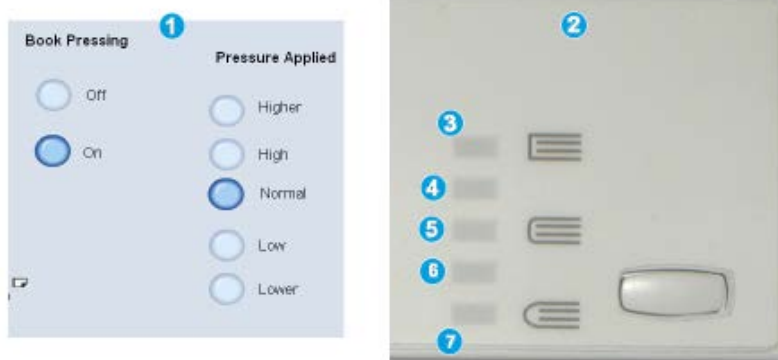 1
Book Pressing
Pressure Applied
Off
Higher
On
High
Normal
Low
Lower
2
3
4
5
6
7